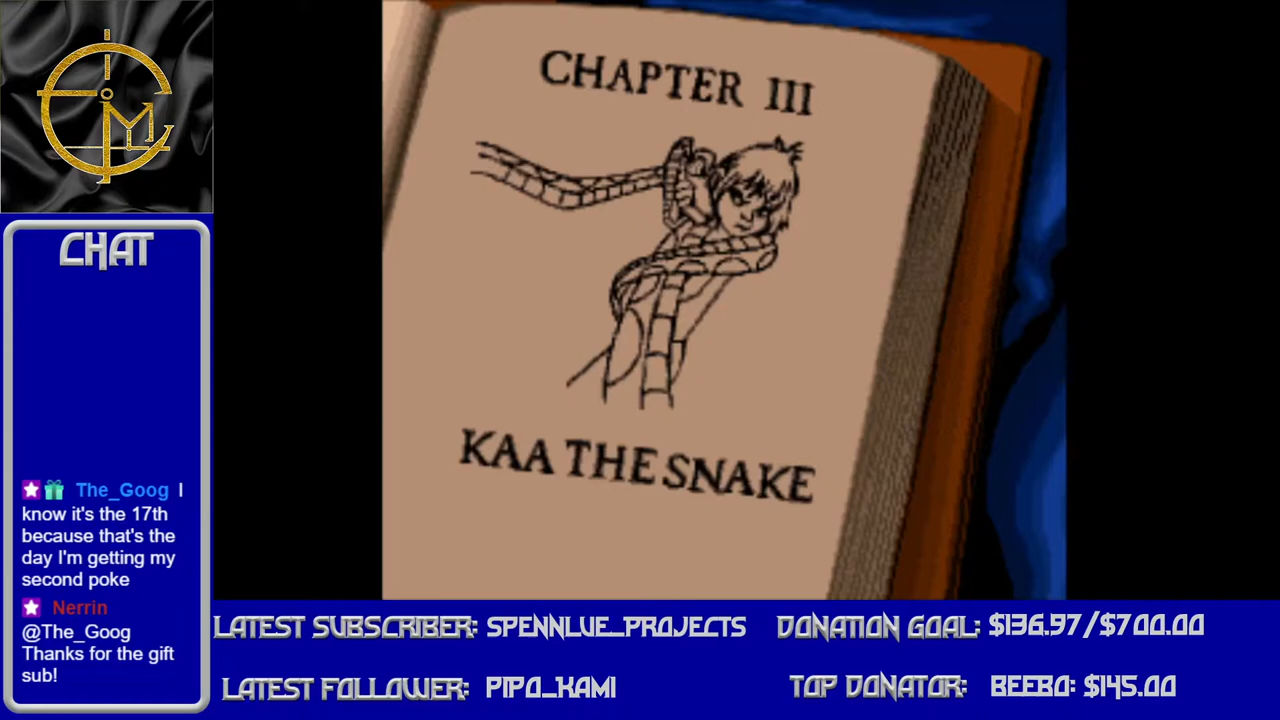 CHAPTER III
KAA THE SNAKE
CHAT
The_Goog I
know it's the 17th
because that's the
day I'm getting my
second poke
Nerrin
@The_Goog
Thanks for the gift
sub!
LATEST SUBSCRIBER: SPENNLUE_PROJECTS
DONATION GOAL: $136.97/$700.00
LATEST FOLLOWER: PIPO_KAMI
TOP DONATOR: BEEBO: $145.00